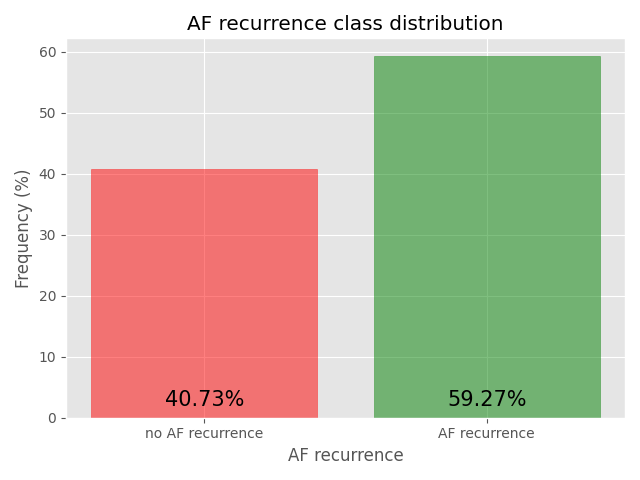 AF recurrence class distribution
Frequency (%)
60
50
40
30
20
10
0
40.73%
59.27%
no AF recurrence
AF recurrence
AF recurrence